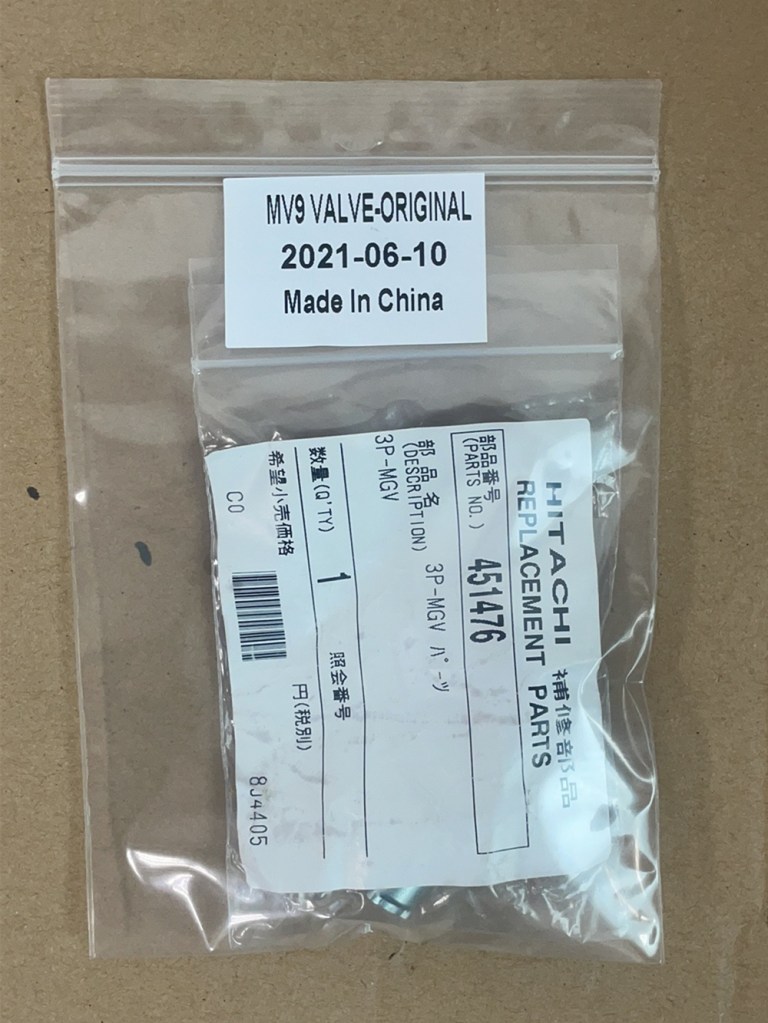 MV9 VALVE-ORIGINAL
2021-06-10
Made In China
HITACHI 補修部品
REPLACEMENT PARTS
部品番号
(PARTS NO.) 451476
部品名
(DESCRIPTION) 3P-MGV パーツ
3P-MGV
数量(Q'TY) 1 照会番号
希望小売価格 円(税別)
CO 8J4405